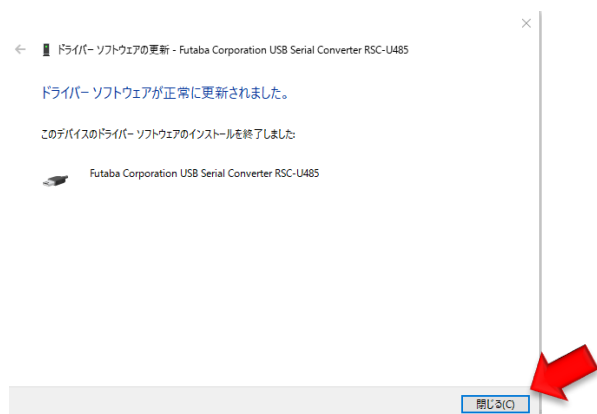 ドライバー ソフトウェアの更新 - Futaba Corporation USB Serial Converter RSC-U485
ドライバー ソフトウェアが正常に更新されました。
このデバイスのドライバー ソフトウェアのインストールを終了しました:
Futaba Corporation USB Serial Converter RSC-U485
閉じる(C)